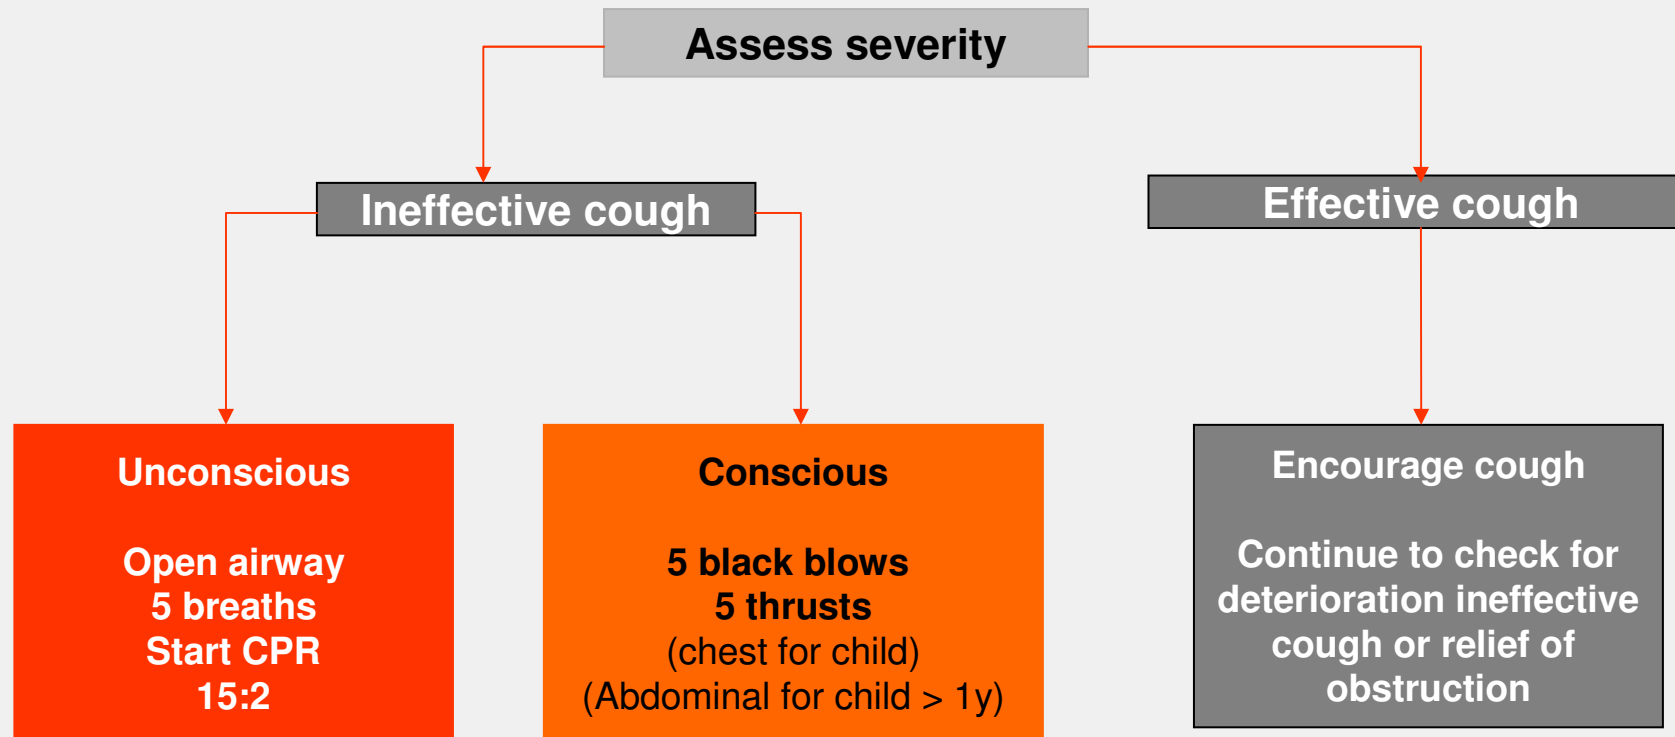 Assess severity
Ineffective cough
Effective cough
Unconscious
Open airway
5 breaths
Start CPR
15:2
Conscious
5 black blows
5 thrusts
(chest for child)
(Abdominal for child > 1y)
Encourage cough
Continue to check for
deterioration ineffective
cough or relief of
obstruction